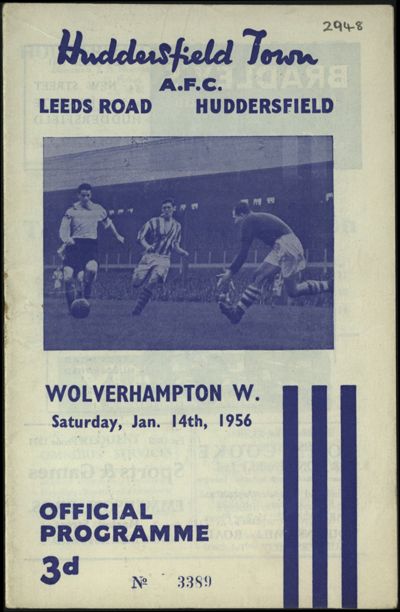 2948
Huddersfield Town
A.F.C.
LEEDS ROAD HUDDERSFIELD
WOLVERHAMPTON W.
Saturday, Jan. 14th, 1956
OFFICIAL
PROGRAMME
3d
№ 3389